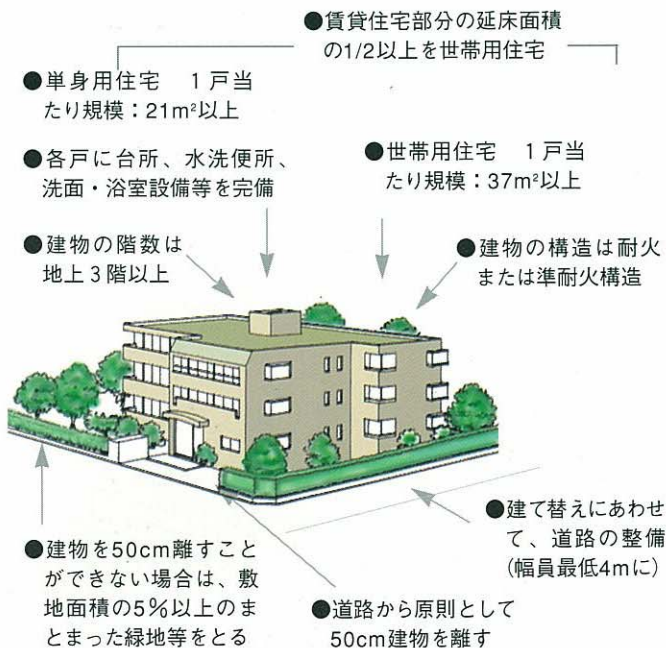 ●賃貸住宅部分の延床面積
の1/2以上を世帯用住宅
●単身用住宅　1戸当
たり規模：21m²以上
●各戸に台所、水洗便所、
洗面・浴室設備等を完備
●世帯用住宅　1戸当
たり規模：37m²以上
●建物の階数は
地上3階以上
●建物の構造は耐火
または準耐火構造
●建物を50cm離すこと
ができない場合は、敷
地面積の5％以上のま
とまった緑地等をとる
●道路から原則として
50cm建物を離す
●建て替えにあわせ
て、道路の整備
(幅員最低4mに)